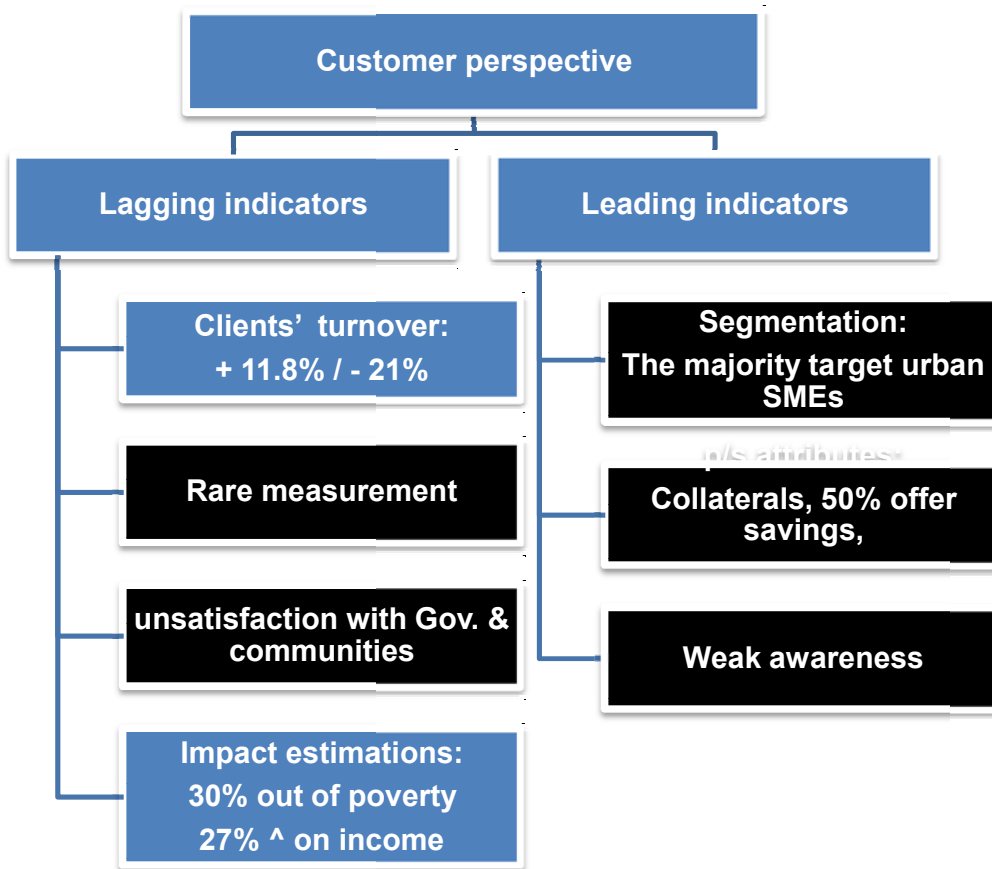 Customer perspective
Lagging indicators
Clients’ turnover:
+ 11.8% / - 21%
Rare measurement
unsatisfaction with Gov. &
communities
Impact estimations:
30% out of poverty
27% ^ on income
Leading indicators
Segmentation:
The majority target urban
SMEs
p/s attributes:
Collaterals, 50% offer
savings,
Weak awareness